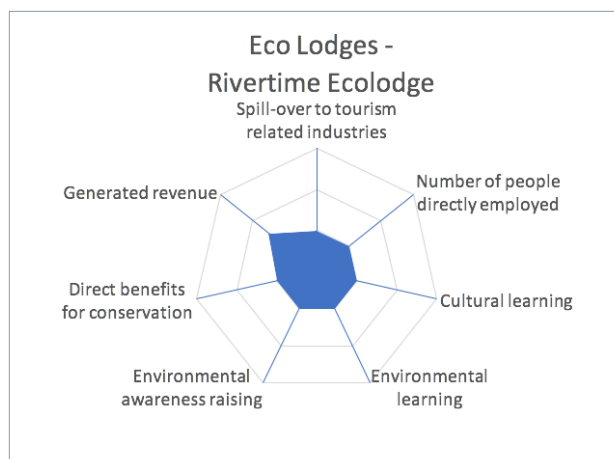 Eco Lodges -
Rivertime Ecolodge
Spill-over to tourism
related industries
Number of people
directly employed
Cultural learning
Environmental
learning
Environmental
awareness raising
Direct benefits
for conservation
Generated revenue